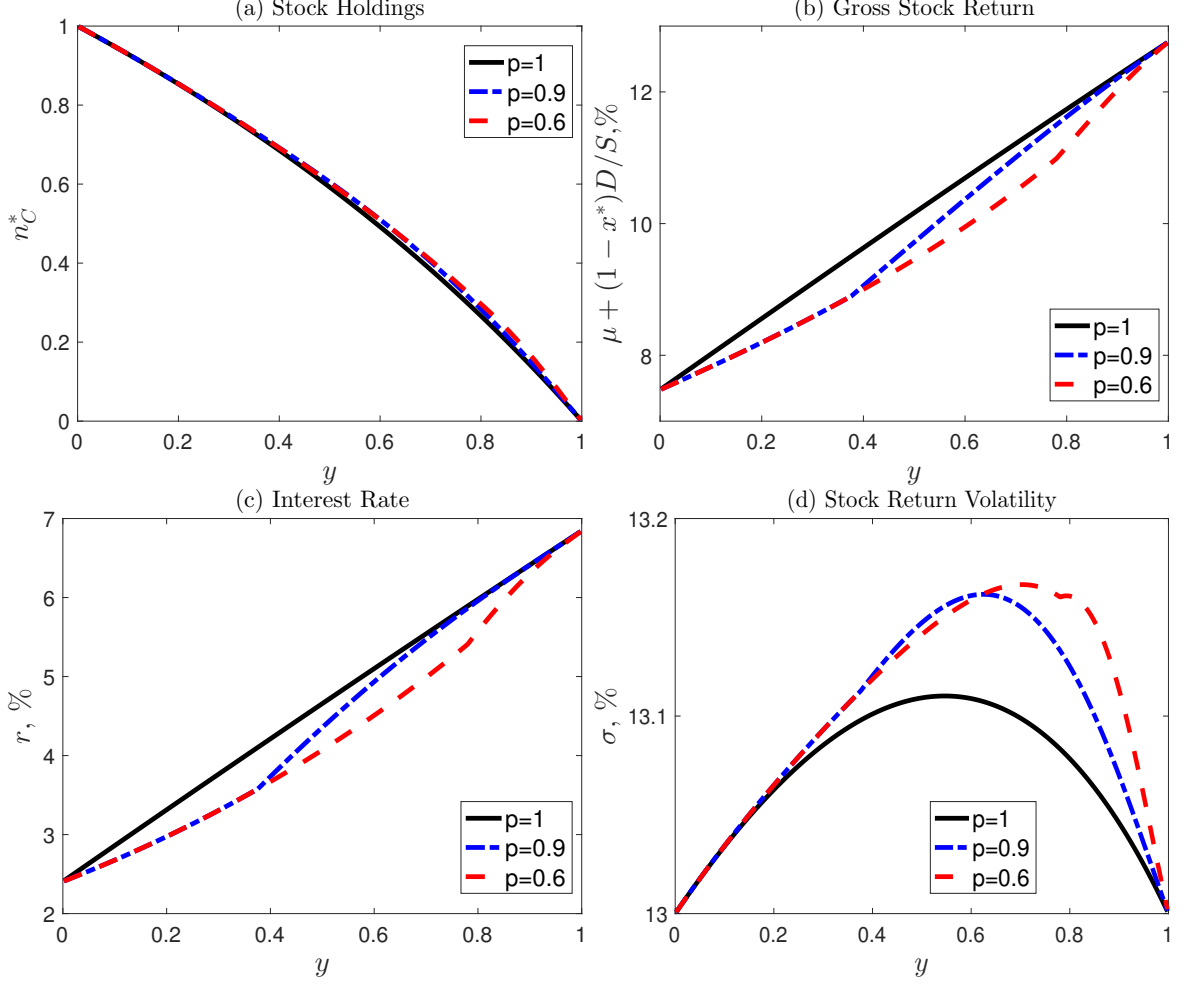 (a) Stock Holdings
1
0.8
0.6
0.4
0.2
0
n*_C
p=1
p=0.9
p=0.6
0 0.2 0.4 0.6 0.8 1
y
(b) Gross Stock Return
12
10
8
μ + (1 − x*)D/S,%
p=1
p=0.9
p=0.6
0 0.2 0.4 0.6 0.8 1
y
(c) Interest Rate
7
6
5
4
3
2
r, %
p=1
p=0.9
p=0.6
0 0.2 0.4 0.6 0.8 1
y
(d) Stock Return Volatility
13.2
13.1
13
σ, %
p=1
p=0.9
p=0.6
0 0.2 0.4 0.6 0.8 1
y